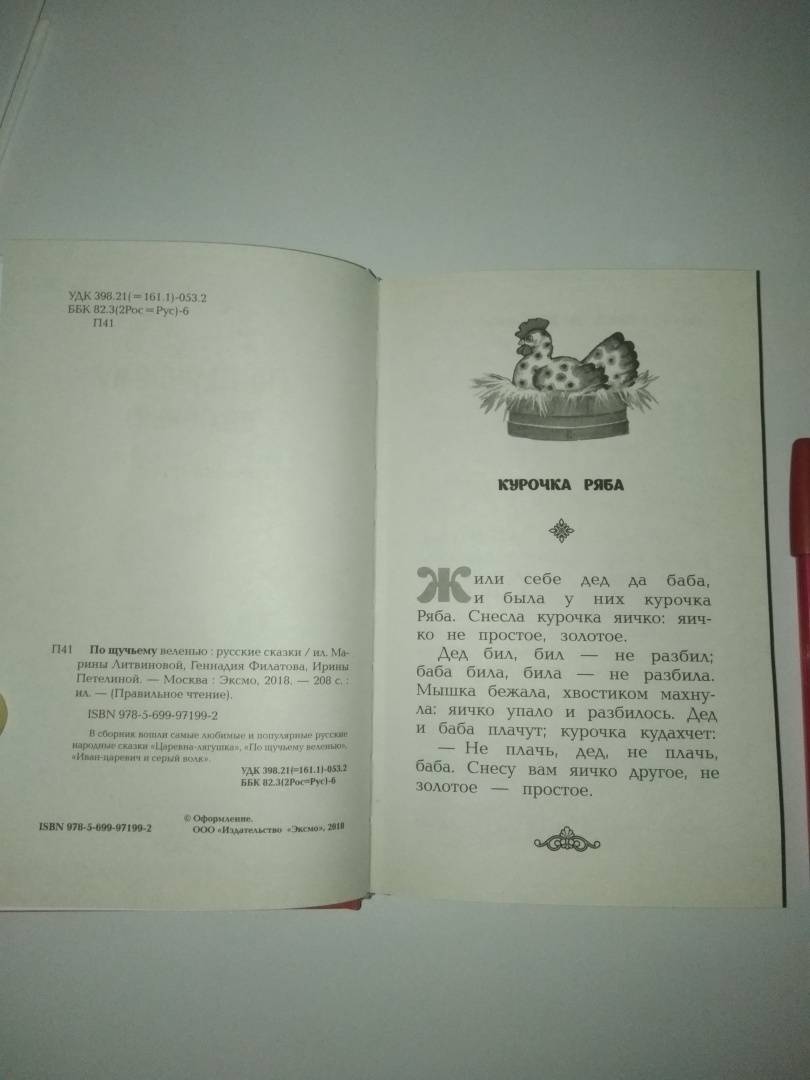 УДК 398.21(=161.1)-053.2
ББК 82.3(2Рос=Рус)-6
П41
П41 По щучьему веленью : русские сказки / ил. Ма-
рины Литвиновой, Геннадия Филатова, Ирины
Петелиной. — Москва : Эксмо, 2018. — 208 с. :
ил. — (Правильное чтение).
ISBN 978-5-699-97199-2
В сборник вошли самые любимые и популярные русские
народные сказки «Царевна-лягушка», «По щучьему веленью»,
«Иван-царевич и серый волк».
УДК 398.21(=161.1)-053.2
ББК 82.3(2Рос=Рус)-6
ISBN 978-5-699-97199-2
© Оформление.
ООО «Издательство «Эксмо», 2018
КУРОЧКА РЯБА
Жили себе дед да баба,
и была у них курочка
Ряба. Снесла курочка яичко: яич-
ко не простое, золотое.
Дед бил, бил — не разбил;
баба била, била — не разбила.
Мышка бежала, хвостиком махну-
ла: яичко упало и разбилось. Дед
и баба плачут; курочка кудахчет:
— Не плачь, дед, не плачь,
баба. Снесу вам яичко другое, не
золотое — простое.